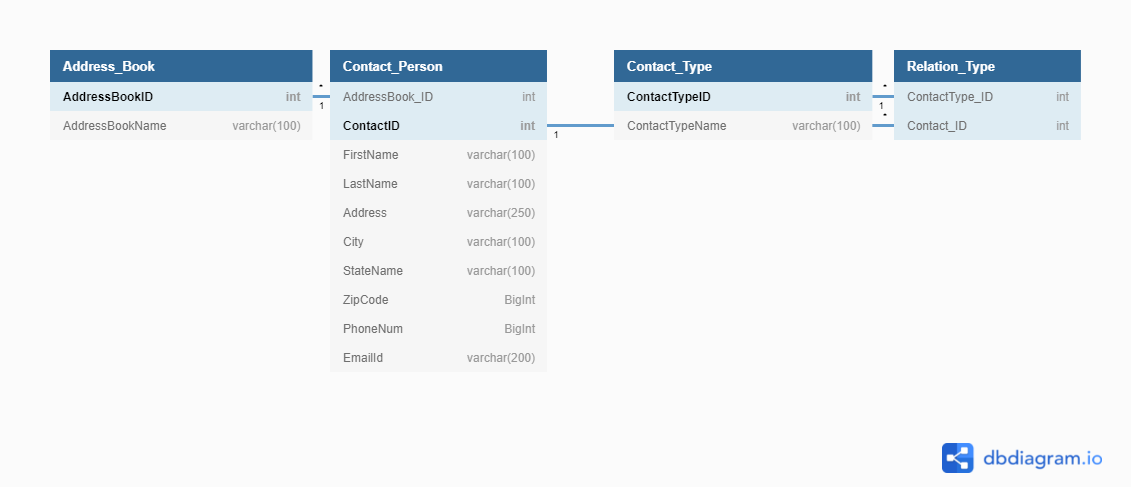 Address_Book
AddressBookID int
AddressBookName varchar(100)
* 
1
Contact_Person
AddressBook_ID int
ContactID int
FirstName varchar(100)
LastName varchar(100)
Address varchar(250)
City varchar(100)
StateName varchar(100)
ZipCode BigInt
PhoneNum BigInt
EmailId varchar(200)
1
Contact_Type
ContactTypeID int
ContactTypeName varchar(100)
*
1
*
Relation_Type
ContactType_ID int
Contact_ID int
dbdiagram.io